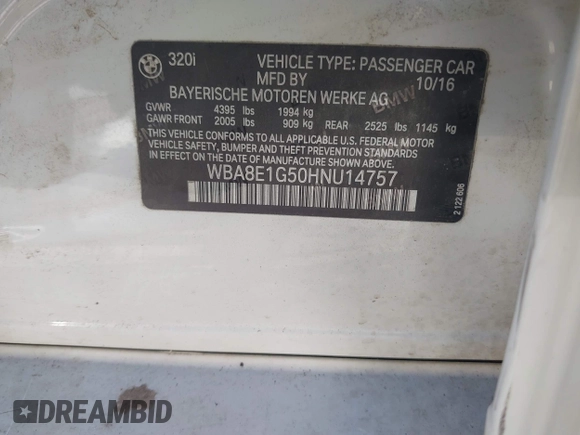 320i VEHICLE TYPE: PASSENGER CAR
MFD BY 10/16
BAYERISCHE MOTOREN WERKE AG
GVWR 4395 lbs 1994 kg
GAWR FRONT 2005 lbs 909 kg REAR 2525 lbs 1145 kg
THIS VEHICLE CONFORMS TO ALL APPLICABLE U.S. FEDERAL MOTOR
VEHICLE SAFETY, BUMPER AND THEFT PREVENTION STANDARDS IN
EFFECT ON THE DATE OF MANUFACTURE SHOWN ABOVE.
WBA8E1G50HNU14757
2 122 606
BMW
DREAMBID